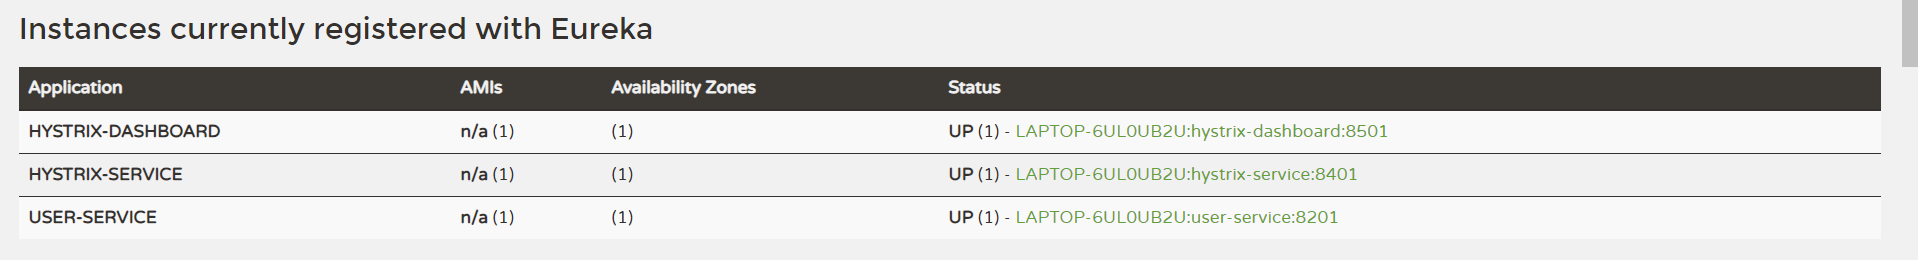 Instances currently registered with Eureka
Application AMIs Availability Zones Status
HYSTRIX-DASHBOARD n/a (1) (1) UP (1) - LAPTOP-6UL0UB2U:hystrix-dashboard:8501
HYSTRIX-SERVICE n/a (1) (1) UP (1) - LAPTOP-6UL0UB2U:hystrix-service:8401
USER-SERVICE n/a (1) (1) UP (1) - LAPTOP-6UL0UB2U:user-service:8201